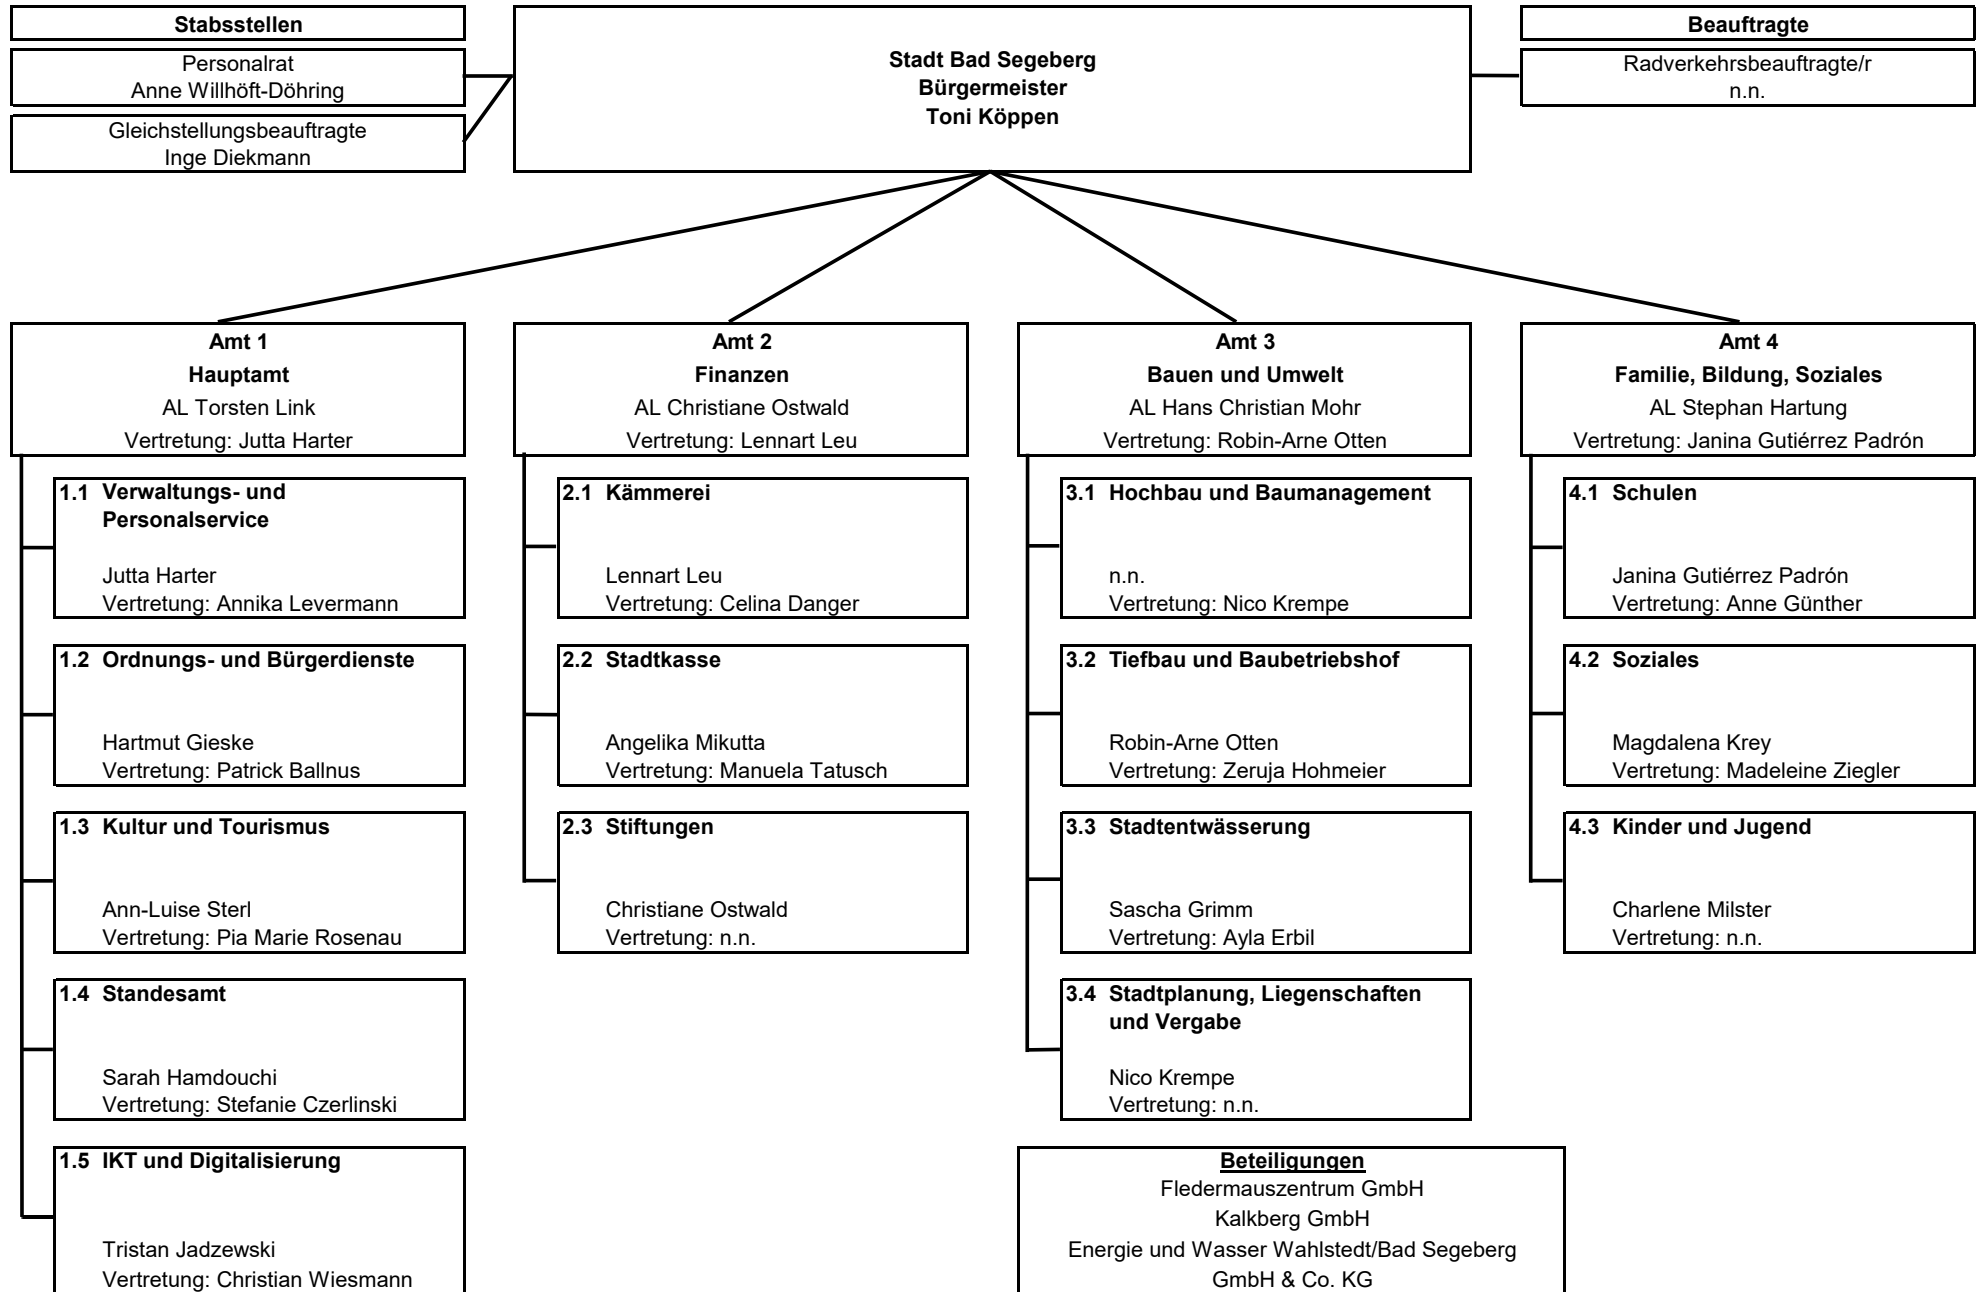 Stabsstellen
Personalrat
Anne Willhöft-Döhring
Gleichstellungsbeauftragte
Inge Diekmann
Stadt Bad Segeberg
Bürgermeister
Toni Köppen
Beauftragte
Radverkehrsbeauftragte/r
n.n.
Amt 1
Hauptamt
AL Torsten Link
Vertretung: Jutta Harter
1.1 Verwaltungs- und
Personalservice
Jutta Harter
Vertretung: Annika Levermann
1.2 Ordnungs- und Bürgerdienste
Hartmut Gieske
Vertretung: Patrick Ballnus
1.3 Kultur und Tourismus
Ann-Luise Sterl
Vertretung: Pia Marie Rosenau
1.4 Standesamt
Sarah Hamdouchi
Vertretung: Stefanie Czerlinski
1.5 IKT und Digitalisierung
Tristan Jadzewski
Vertretung: Christian Wiesmann
Amt 2
Finanzen
AL Christiane Ostwald
Vertretung: Lennart Leu
2.1 Kämmerei
Lennart Leu
Vertretung: Celina Danger
2.2 Stadtkasse
Angelika Mikutta
Vertretung: Manuela Tatusch
2.3 Stiftungen
Christiane Ostwald
Vertretung: n.n.
Amt 3
Bauen und Umwelt
AL Hans Christian Mohr
Vertretung: Robin-Arne Otten
3.1 Hochbau und Baumanagement
n.n.
Vertretung: Nico Krempe
3.2 Tiefbau und Baubetriebshof
Robin-Arne Otten
Vertretung: Zeruja Hohmeier
3.3 Stadtentwässerung
Sascha Grimm
Vertretung: Ayla Erbil
3.4 Stadtplanung, Liegenschaften
und Vergabe
Nico Krempe
Vertretung: n.n.
Amt 4
Familie, Bildung, Soziales
AL Stephan Hartung
Vertretung: Janina Gutiérrez Padrón
4.1 Schulen
Janina Gutiérrez Padrón
Vertretung: Anne Günther
4.2 Soziales
Magdalena Krey
Vertretung: Madeleine Ziegler
4.3 Kinder und Jugend
Charlene Milster
Vertretung: n.n.
Beteiligungen
Fledermauszentrum GmbH
Kalkberg GmbH
Energie und Wasser Wahlstedt/Bad Segeberg
GmbH & Co. KG